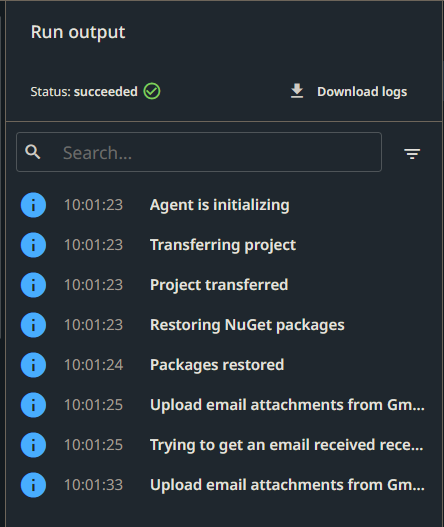 Run output
Status: succeeded Download logs
Search...
10:01:23 Agent is initializing
10:01:23 Transferring project
10:01:23 Project transferred
10:01:23 Restoring NuGet packages
10:01:24 Packages restored
10:01:25 Upload email attachments from Gm...
10:01:25 Trying to get an email received rece...
10:01:33 Upload email attachments from Gm...